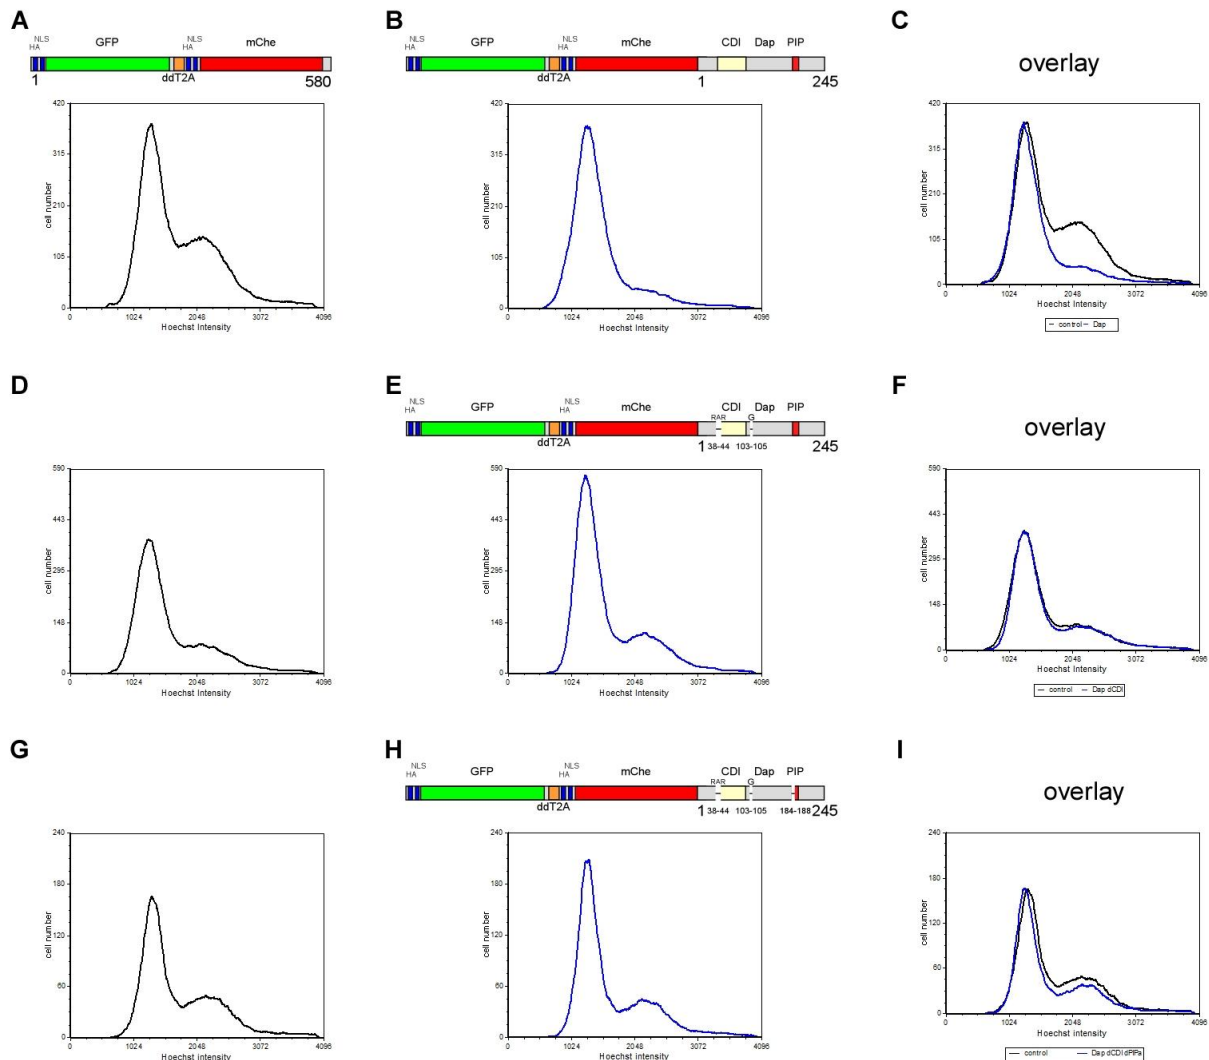 A
NLS
HA
GFP
NLS
HA
mChe
1
ddT2A
580
420
315
210
105
0
cell number
0 1024 2048 3072 4096
Hoechst Intensity
B
NLS
HA
GFP
NLS
HA
mChe
CDI Dap PIP
ddT2A
1
245
420
315
210
105
0
cell number
0 1024 2048 3072 4096
Hoechst Intensity
C
overlay
420
315
210
105
0
cell number
0 1024 2048 3072 4096
Hoechst Intensity
control Dap
D
590
443
295
148
0
cell number
0 1024 2048 3072 4096
Hoechst Intensity
E
NLS
HA
GFP
NLS
HA
mChe
CDI Dap PIP
RAR G
ddT2A
1 38-44 103-105 245
590
443
295
148
0
cell number
0 1024 2048 3072 4096
Hoechst Intensity
F
overlay
590
443
295
148
0
cell number
0 1024 2048 3072 4096
Hoechst Intensity
control Dap dCDI
G
240
180
120
60
0
cell number
0 1024 2048 3072 4096
Hoechst Intensity
H
NLS
HA
GFP
NLS
HA
mChe
CDI Dap PIP
RAR G
ddT2A
1 38-44 103-105 184-188 245
240
180
120
60
0
cell number
0 1024 2048 3072 4096
Hoechst Intensity
I
overlay
240
180
120
60
0
cell number
0 1024 2048 3072 4096
Hoechst Intensity
control Dap dCDIdPIPa